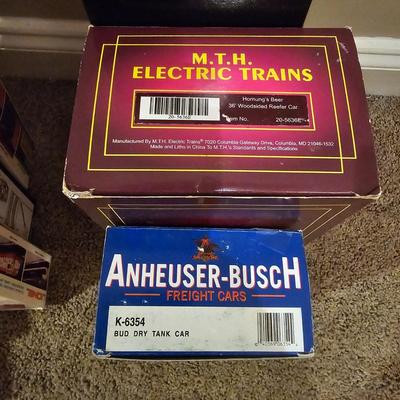 M.T.H.
ELECTRIC TRAINS
Hornung's Beer
36' Woodsided Reefer Car
20-5636E
Item No. 20-5636E
Manufactured By M.T.H. Electric Trains® 7020 Columbia Gateway Drive, Columbia, MD 21046-1532
Made and Litho in China To M.T.H.'s Standards and Specifications.
ANHEUSER-BUSCH
FREIGHT CARS
K-6354
BUD DRY TANK CAR